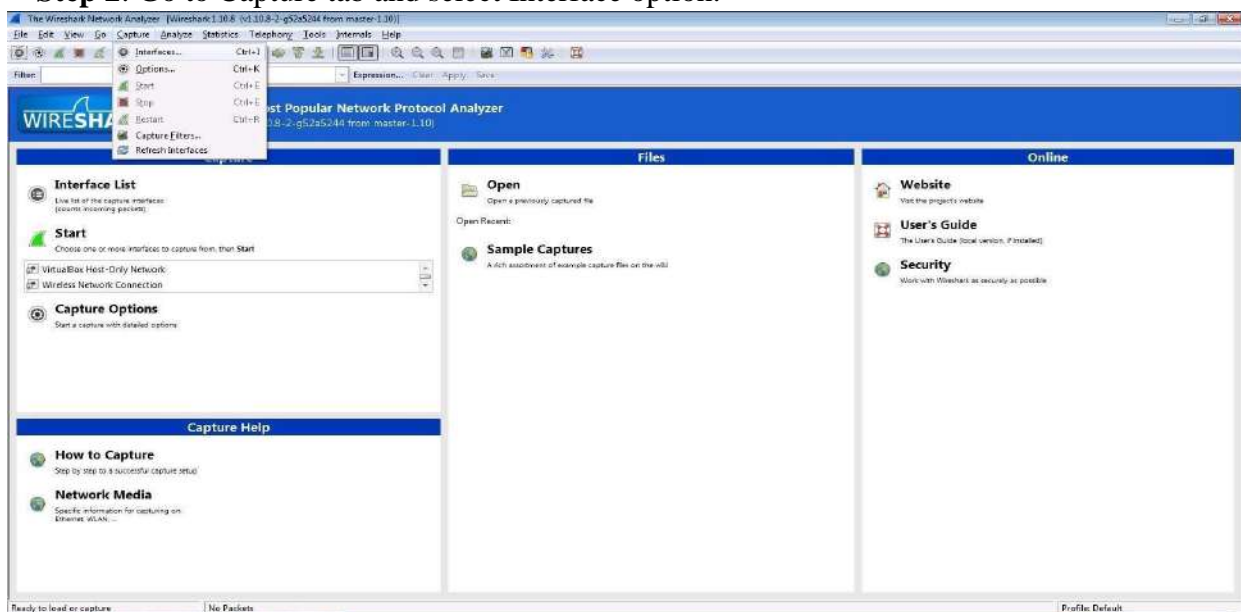 Step 2: Go to Capture tab and select Interface option.
The Wireshark Network Analyzer [Wireshark 1.10.8 (v1.10.8-2-g52a5244 from master-1.10)]
File Edit View Go Capture Analyze Statistics Telephony Tools Internals Help
Interfaces... Ctrl+I
Options... Ctrl+K
Start Ctrl+E
Stop Ctrl+E
Restart Ctrl+R
Capture Filters...
Refresh Interfaces
Filter: Expression... Clear Apply Save
WIRESHA
st Popular Network Protocol Analyzer
0.8-2-g52a5244 from master-1.10)
Capture
Interface List
Live list of the capture interfaces
(counts incoming packets)
Start
Choose one or more interfaces to capture from, then Start
VirtualBox Host-Only Network
Wireless Network Connection
Capture Options
Start a capture with detailed options
Capture Help
How to Capture
Step by step to a successful capture setup
Network Media
Specific information for capturing on:
Ethernet, WLAN, ...
Files
Open
Open a previously captured file
Open Recent:
Sample Captures
A rich assortment of example capture files on the wiki
Online
Website
Visit the project's website
User's Guide
The User's Guide (local version, if installed)
Security
Work with Wireshark as securely as possible
Ready to load or capture
No Packets
Profile: Default